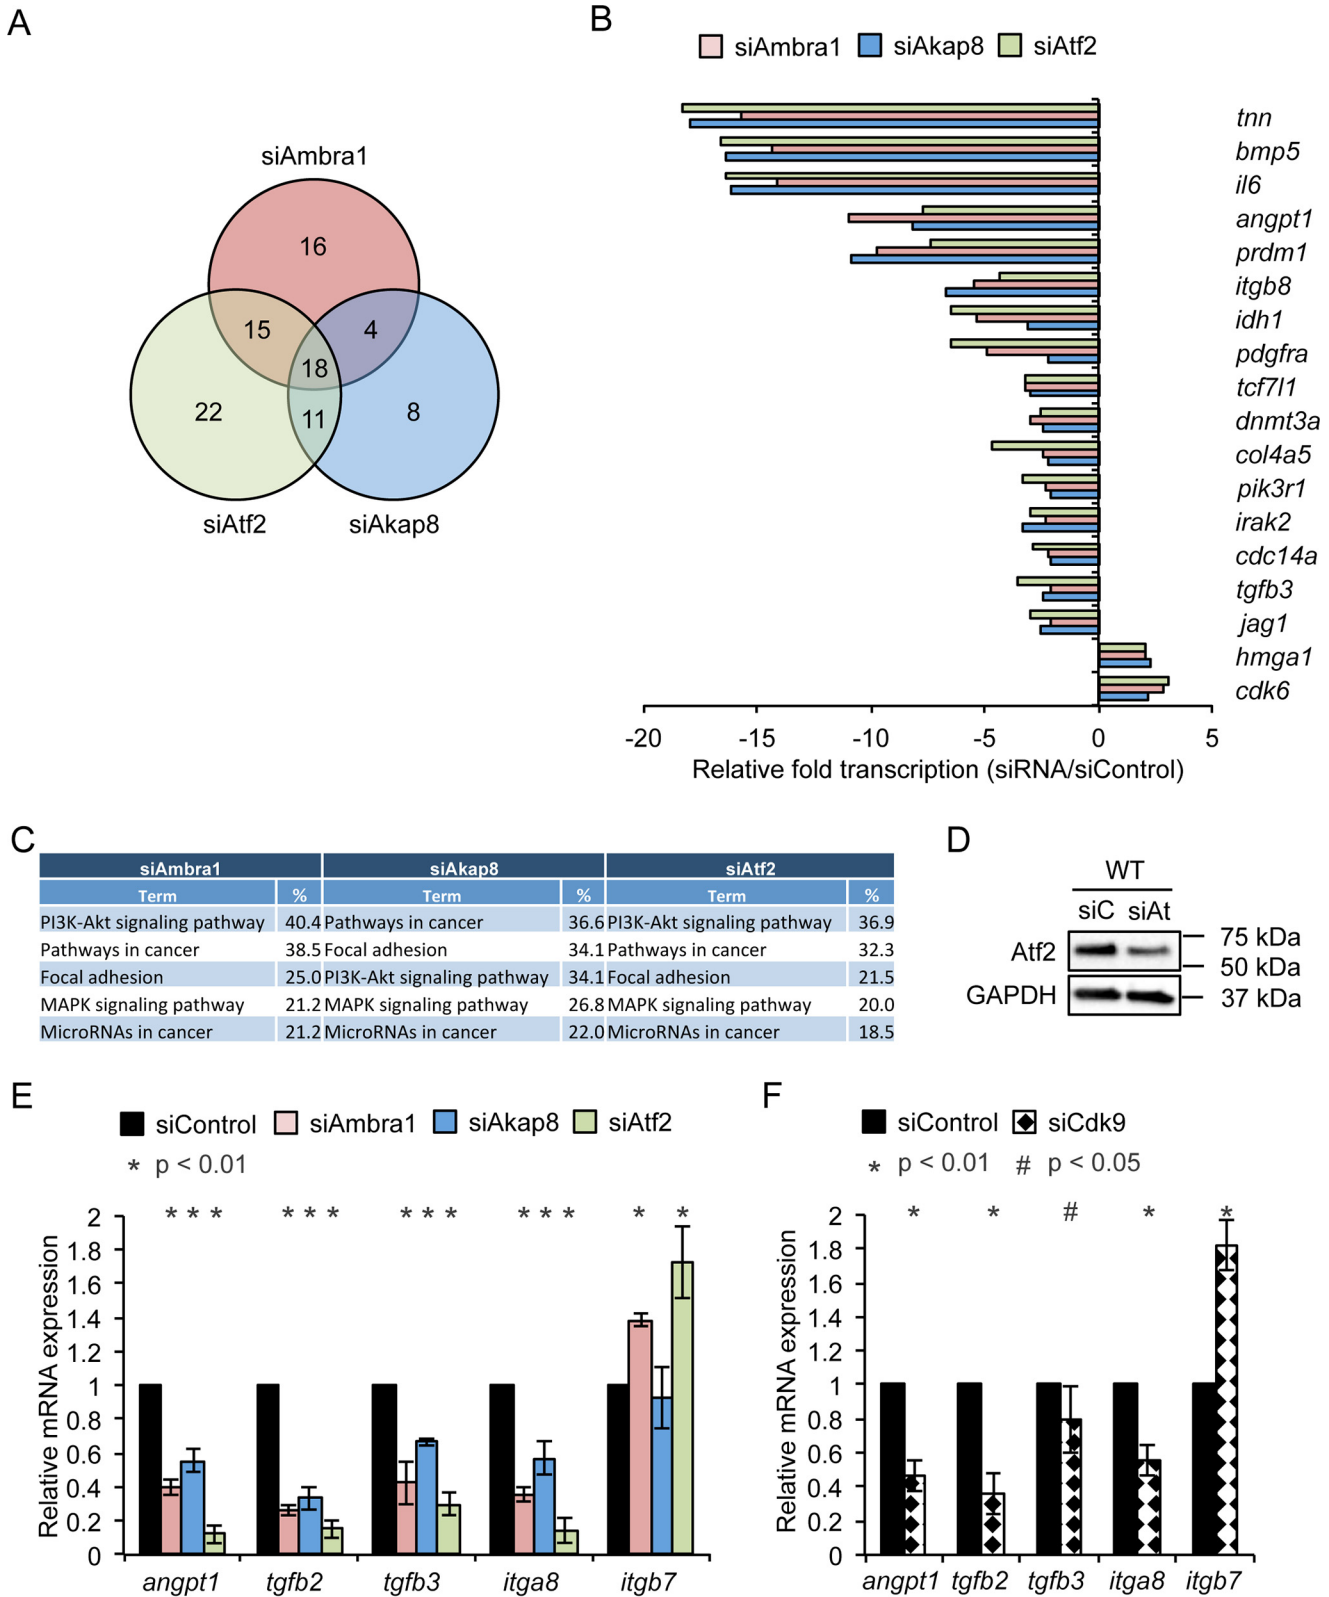 A
siAmbra1
16
15
4
18
22
11
8
siAtf2
siAkap8
B
siAmbra1 siAkap8 siAtf2
tnn
bmp5
il6
angpt1
prdm1
itgb8
idh1
pdgfra
tcf7l1
dnmt3a
col4a5
pik3r1
irak2
cdc14a
tgfb3
jag1
hmga1
cdk6
-20 -15 -10 -5 0 5
Relative fold transcription (siRNA/siControl)
C
siAmbra1 siAkap8 siAtf2
Term % Term % Term %
PI3K-Akt signaling pathway 40.4 Pathways in cancer 36.6 PI3K-Akt signaling pathway 36.9
Pathways in cancer 38.5 Focal adhesion 34.1 Pathways in cancer 32.3
Focal adhesion 25.0 PI3K-Akt signaling pathway 34.1 Focal adhesion 21.5
MAPK signaling pathway 21.2 MAPK signaling pathway 26.8 MAPK signaling pathway 20.0
MicroRNAs in cancer 21.2 MicroRNAs in cancer 22.0 MicroRNAs in cancer 18.5
D
WT
siC siAt
Atf2
75 kDa
50 kDa
GAPDH
37 kDa
E
siControl siAmbra1 siAkap8 siAtf2
* p < 0.01
* * * * * * * * * * * * * *
2
1.8
1.6
1.4
1.2
1
0.8
0.6
0.4
0.2
0
Relative mRNA expression
angpt1 tgfb2 tgfb3 itga8 itgb7
F
siControl siCdk9
* p < 0.01 # p < 0.05
* * # * *
2
1.8
1.6
1.4
1.2
1
0.8
0.6
0.4
0.2
0
Relative mRNA expression
angpt1 tgfb2 tgfb3 itga8 itgb7